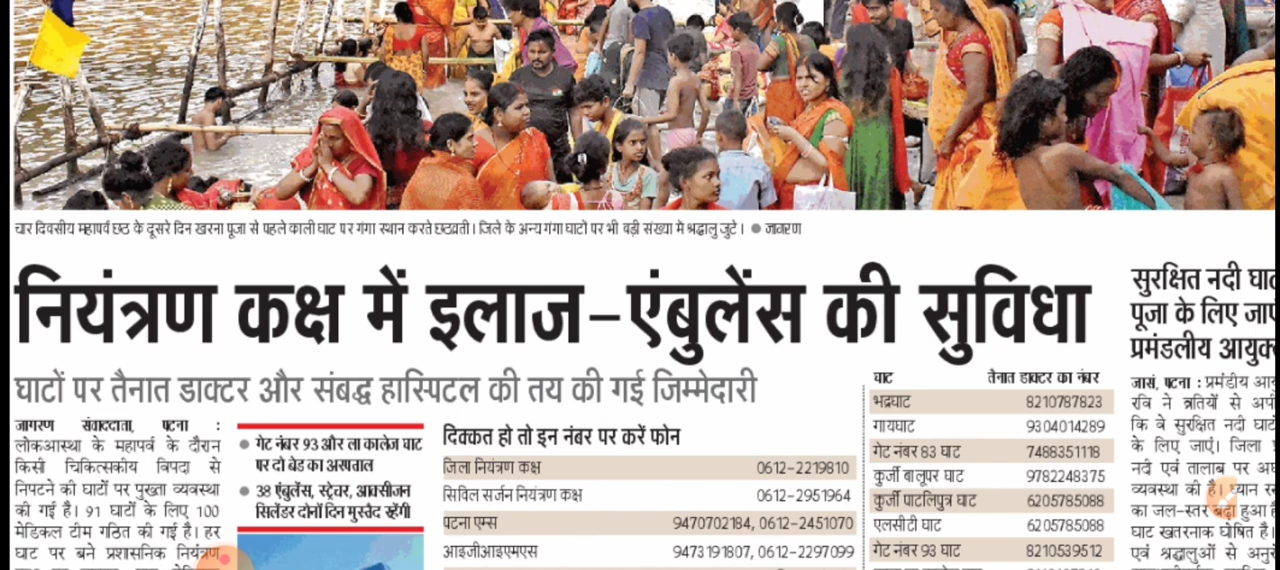 चार दिवसीय महापर्व छठ के दूसरे दिन खरना पूजा से पहले काली घाट पर गंगा स्नान करते छठव्रती। जिले के अन्य गंगा घाटों पर भी बड़ी संख्या में श्रद्धालु जुटे। ● जागरण
नियंत्रण कक्ष में इलाज-एंबुलेंस की सुविधा
घाटों पर तैनात डाक्टर और संबद्ध हास्पिटल की तय की गई जिम्मेदारी
जागरण संवाददाता, पटना :
लोकआस्था के महापर्व के दौरान
किसी चिकित्सकीय विपदा से
निपटने की घाटों पर पुख्ता व्यवस्था
की गई है। 91 घाटों के लिए 100
मेडिकल टीम गठित की गई है। हर
घाट पर बने प्रशासनिक नियंत्रण
● गेट नंबर 93 और ला कालेज घाट
पर दो बेड का अस्पताल
● 38 एंबुलेंस, स्ट्रेचर, आक्सीजन
सिलेंडर दोनों दिन मुस्तैद रहेंगी
दिक्कत हो तो इन नंबर पर करें फोन
जिला नियंत्रण कक्ष 0612-2219810
सिविल सर्जन नियंत्रण कक्ष 0612-2951964
पटना एम्स 9470702184, 0612-2451070
आइजीआइएमएस 9473191807, 0612-2297099
घाट तैनात डाक्टर का नंबर
भद्रघाट 8210787823
गायघाट 9304014289
गेट नंबर 83 घाट 7488351118
कुर्जी बालूपर घाट 9782248375
कुर्जी पाटलिपुत्र घाट 6205785088
एलसीटी घाट 6205785088
गेट नंबर 93 घाट 8210539512
सुरक्षित नदी
पूजा के लिए
प्रमंडलीय
जासं, पटना : प्रमंडीय
रवि ने व्रतियों से
कि वे सुरक्षित नदी
के लिए जाएं। जिला
नदी एवं तालाब पर
व्यवस्था की है। ध्यान
का जल-स्तर बढ़ा हुआ
घाट खतरनाक घोषित है।
एवं श्रद्धालुओं से